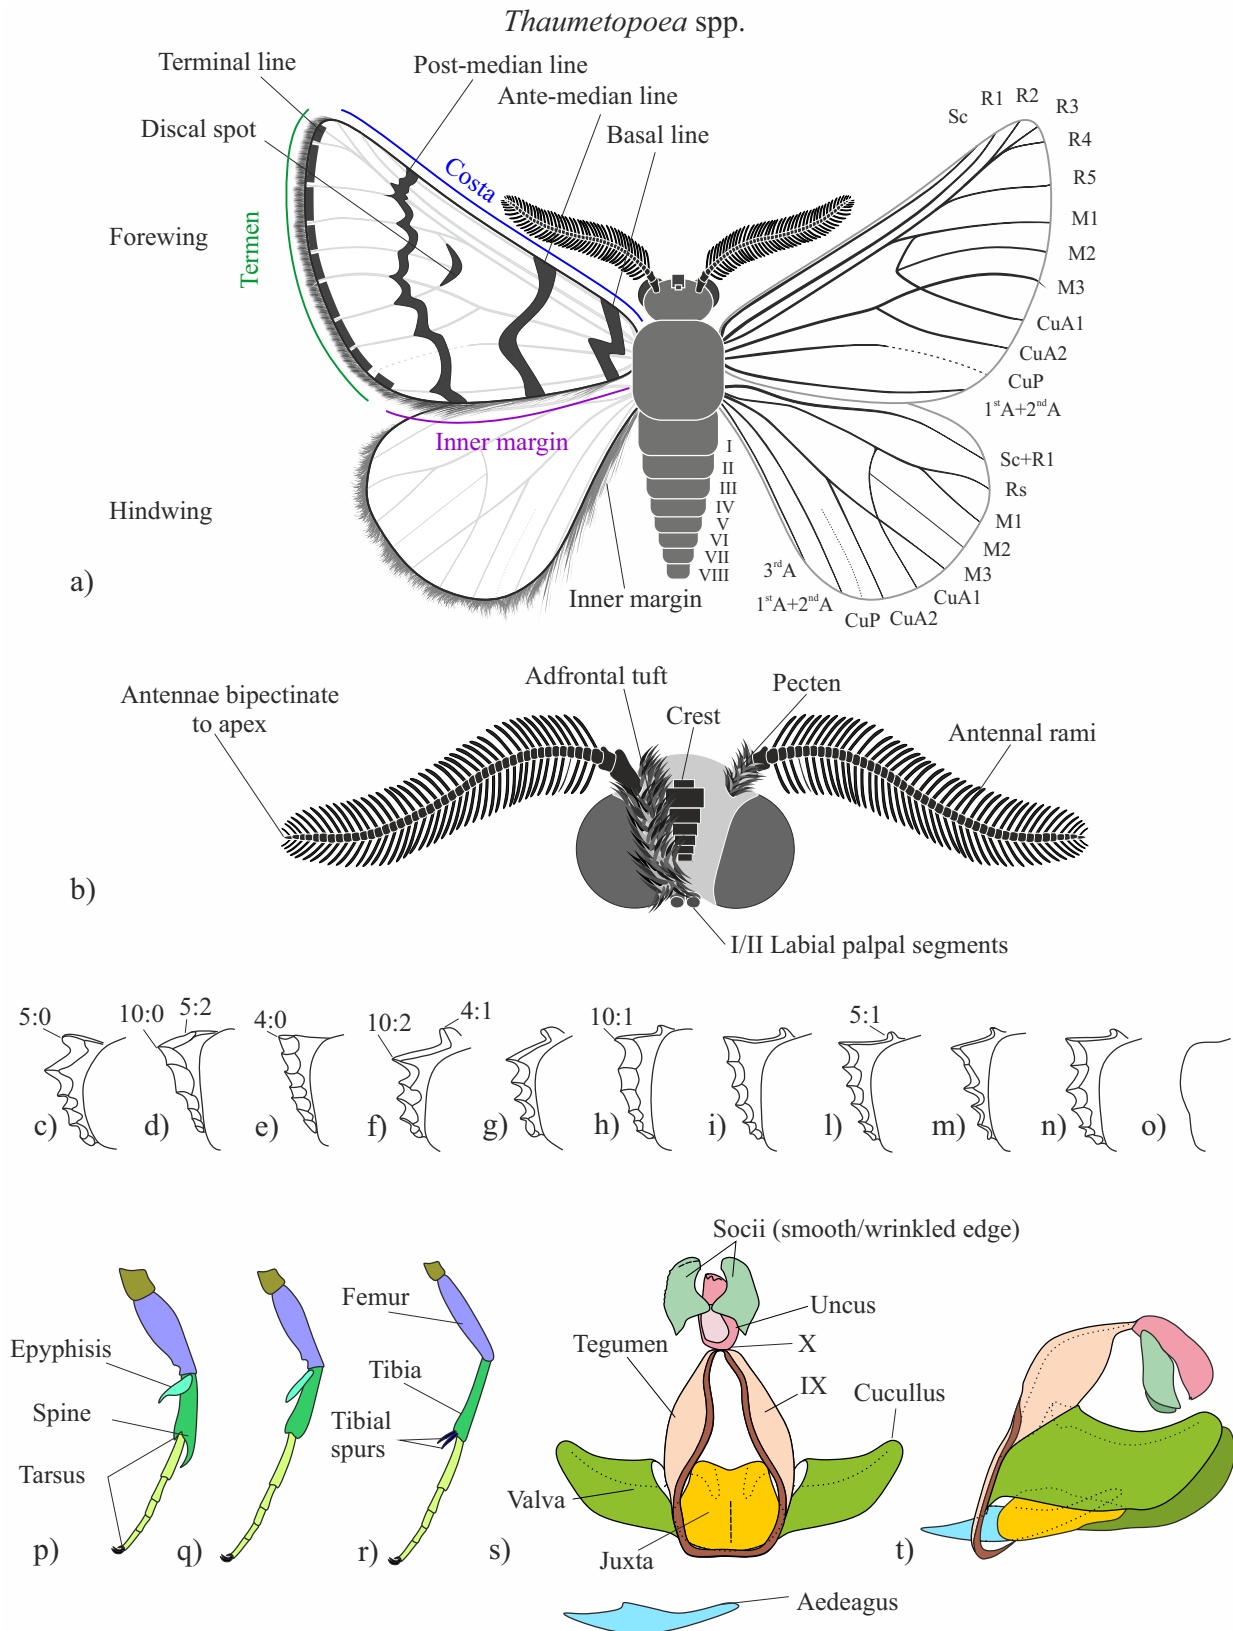 Thaumetopoea spp.
Terminal line
Post-median line
Ante-median line
Discal spot
Basal line
Costa
Termen
Forewing
Inner margin
Hindwing
Inner margin
Sc
R1
R2
R3
R4
R5
M1
M2
M3
CuA1
CuA2
CuP
1stA+2ndA
Sc+R1
Rs
M1
M2
M3
CuA1
CuA2
CuP
1stA+2ndA
3rdA
I
II
III
IV
V
VI
VII
VIII
a)
Antennae bipectinate
to apex
Adfrontal tuft
Crest
Pecten
Antennal rami
I/II Labial palpal segments
b)
5:0
10:0
5:2
4:0
10:2
4:1
10:1
5:1
c)
d)
e)
f)
g)
h)
i)
l)
m)
n)
o)
Epyphisis
Spine
Tarsus
Femur
Tibia
Tibial
spurs
p)
q)
r)
Socii (smooth/wrinkled edge)
Uncus
Tegumen
X
IX
Cucullus
Valva
Juxta
Aedeagus
s)
t)